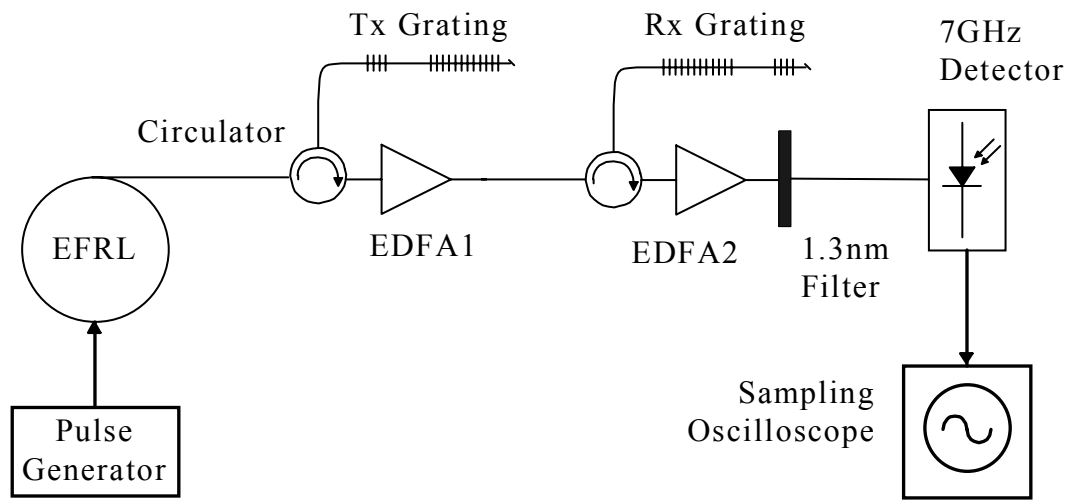 Tx Grating
Rx Grating
7GHz
Detector
Circulator
EFRL
EDFA1
EDFA2
1.3nm
Filter
Pulse
Generator
Sampling
Oscilloscope